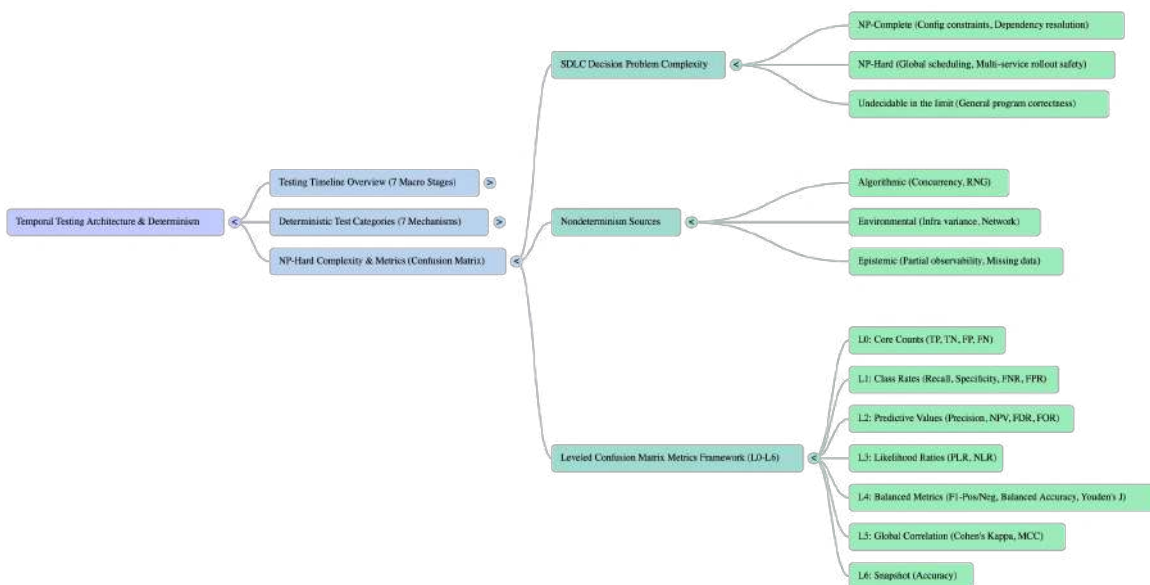 Temporal Testing Architecture & Determinism
<
Testing Timeline Overview (7 Macro Stages)
>
Deterministic Test Categories (7 Mechanisms)
>
NP-Hard Complexity & Metrics (Confusion Matrix)
<
SDLC Decision Problem Complexity
<
NP-Complete (Config constraints, Dependency resolution)
NP-Hard (Global scheduling, Multi-service rollout safety)
Undecidable in the limit (General program correctness)
Nondeterminism Sources
<
Algorithmic (Concurrency, RNG)
Environmental (Infra variance, Network)
Epistemic (Partial observability, Missing data)
Leveled Confusion Matrix Metrics Framework (L0-L6)
<
L0: Core Counts (TP, TN, FP, FN)
L1: Class Rates (Recall, Specificity, FNR, FPR)
L2: Predictive Values (Precision, NPV, FDR, FOR)
L3: Likelihood Ratios (PLR, NLR)
L4: Balanced Metrics (F1-Pos/Neg, Balanced Accuracy, Youden's J)
L5: Global Correlation (Cohen's Kappa, MCC)
L6: Snapshot (Accuracy)